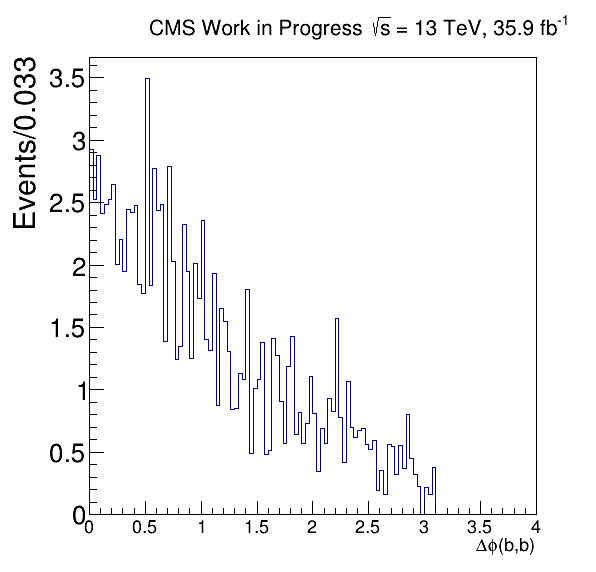 CMS Work in Progress √s = 13 TeV, 35.9 fb⁻¹
Events/0.033
3.5
3
2.5
2
1.5
1
0.5
0
0 0.5 1 1.5 2 2.5 3 3.5 4
Δϕ(b,b)